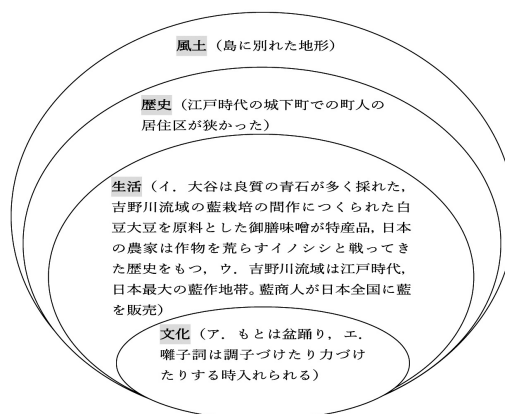 風土（島に別れた地形）
歴史（江戸時代の城下町での町人の
居住区が狭かった）
生活（イ．大谷は良質の青石が多く採れた，
吉野川流域の藍栽培の間作につくられた白
豆大豆を原料とした御膳味噌が特産品，日本
の農家は作物を荒らすイノシシと戦ってき
た歴史をもつ，ウ．吉野川流域は江戸時代，
日本最大の藍作地帯。藍商人が日本全国に藍
を販売）
文化（ア．もとは盆踊り，エ．
囃子詞は調子づけたり力づけ
たりする時入れられる）